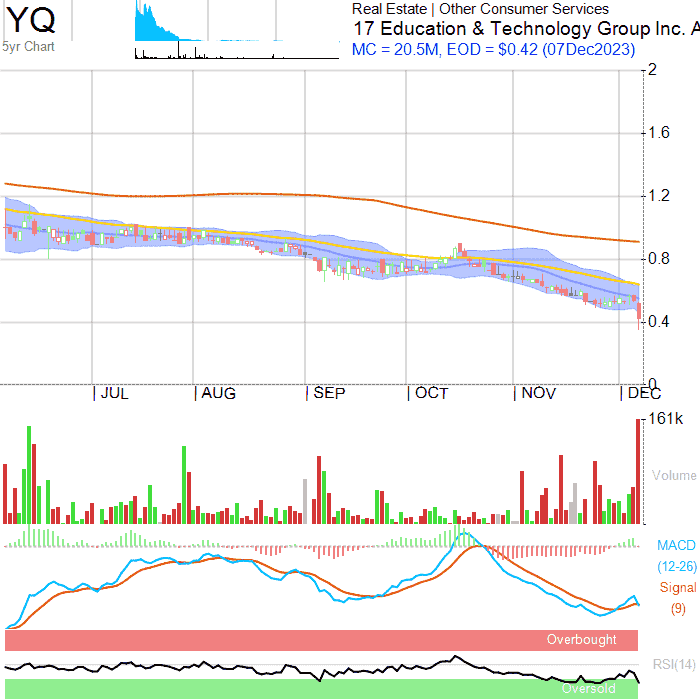 YQ
5yr Chart
Real Estate | Other Consumer Services
17 Education & Technology Group Inc. A
MC = 20.5M, EOD = $0.42 (07Dec2023)
2
1.6
1.2
0.8
0.4
0
JUL AUG SEP OCT NOV DEC
161k
Volume
MACD
(12-26)
Signal
(9)
Overbought
RSI(14)
Oversold